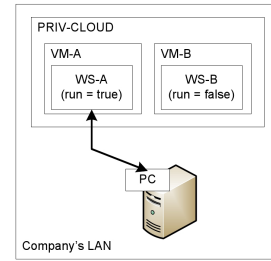 PRIV-CLOUD
VM-A
VM-B
WS-A
(run = true)
WS-B
(run = false)
PC
Company's LAN